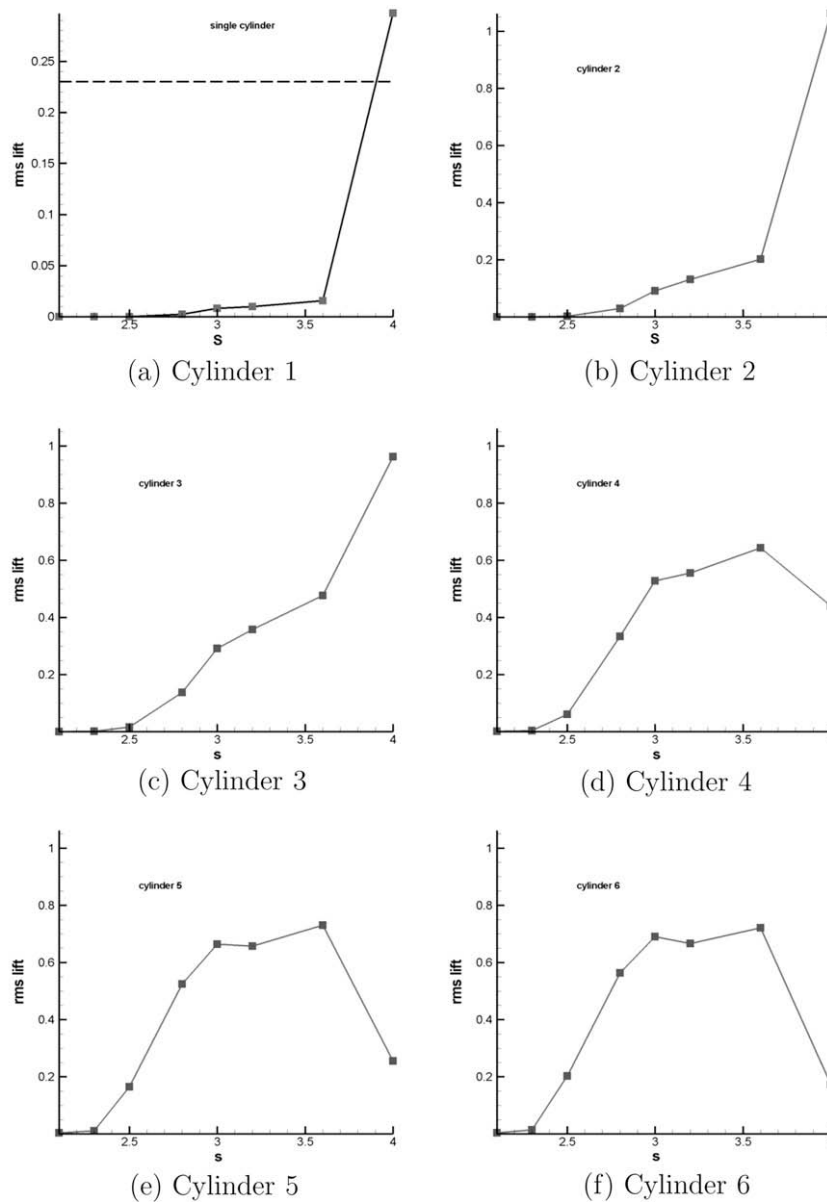 single cylinder
rms lift
0.25
0.2
0.15
0.1
0.05
0
2.5
3
3.5
4
S
(a) Cylinder 1
cylinder 2
rms lift
1
0.8
0.6
0.4
0.2
2.5
3
3.5
S
(b) Cylinder 2
cylinder 3
rms lift
1
0.8
0.6
0.4
0.2
2.5
3
3.5
4
s
(c) Cylinder 3
cylinder 4
rms lift
1
0.8
0.6
0.4
0.2
2.5
3
3.5
s
(d) Cylinder 4
cylinder 5
rms lift
1
0.8
0.6
0.4
0.2
2.5
3
3.5
4
s
(e) Cylinder 5
cylinder 6
rms lift
1
0.8
0.6
0.4
0.2
2.5
3
3.5
s
(f) Cylinder 6